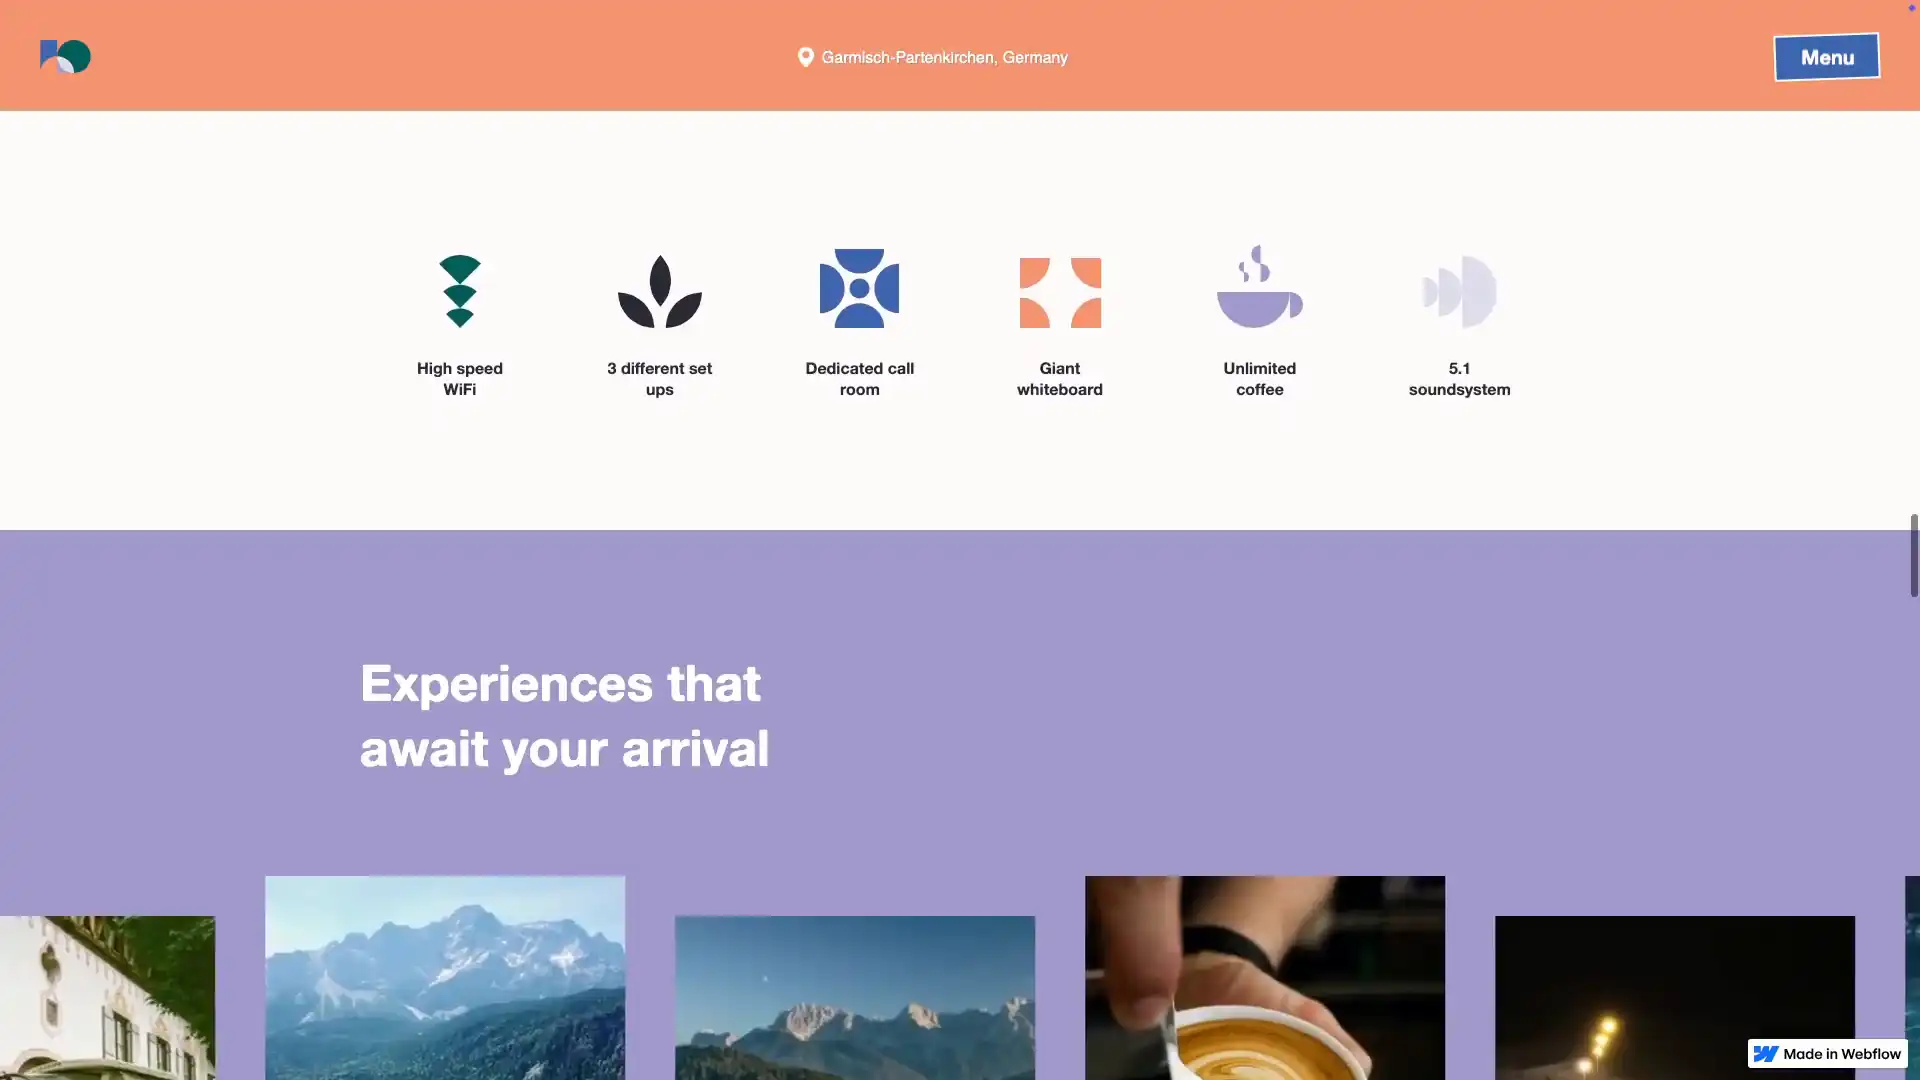 Garmisch-Partenkirchen, Germany
Menu
High speed
WiFi
3 different set
ups
Dedicated call
room
Giant
whiteboard
Unlimited
coffee
5.1
soundsystem
Experiences that
await your arrival
Made in Webflow